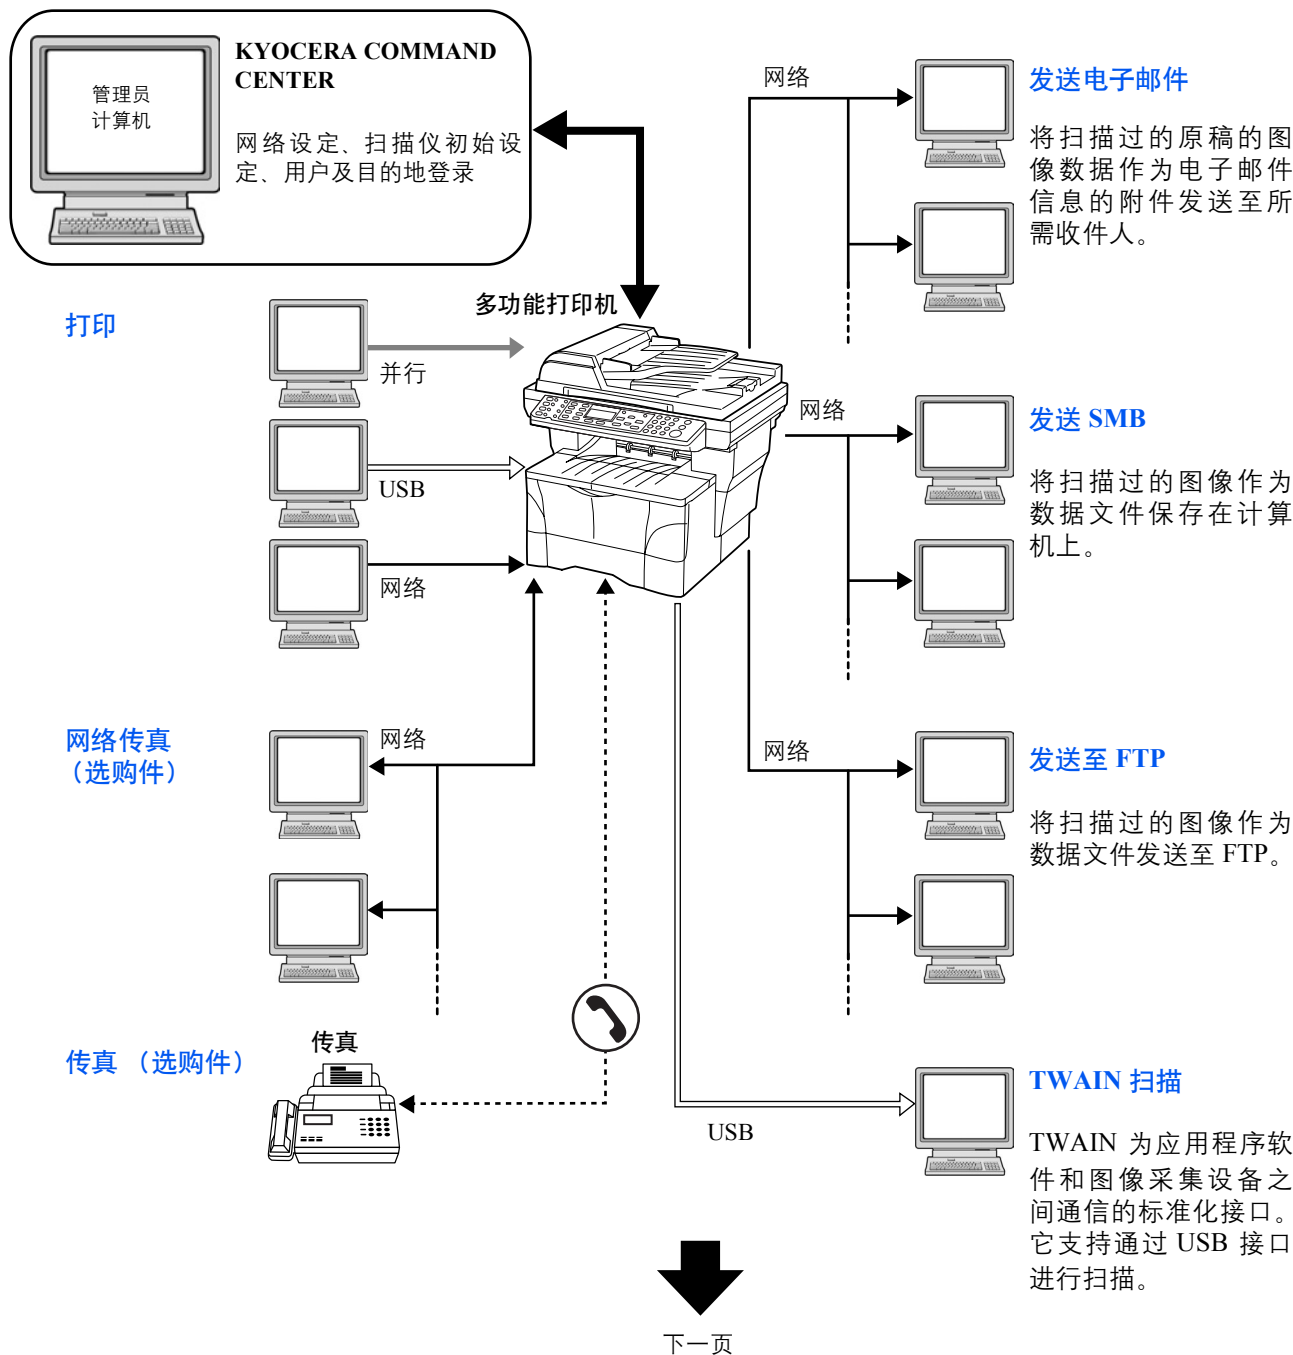 KYOCERA COMMAND
CENTER
管理员
计算机
网络设定、扫描仪初始设
定、用户及目的地登录
网络
发送电子邮件
将扫描过的原稿的图
像数据作为电子邮件
信息的附件发送至所
需收件人。
打印
多功能打印机
并行
USB
网络
网络
发送 SMB
将扫描过的图像作为
数据文件保存在计算
机上。
网络传真
（选购件）
网络
网络
发送至 FTP
将扫描过的图像作为
数据文件发送至 FTP。
传真 （选购件）
传真
USB
TWAIN 扫描
TWAIN 为应用程序软
件和图像采集设备之
间通信的标准化接口。
它支持通过 USB 接口
进行扫描。
下一页